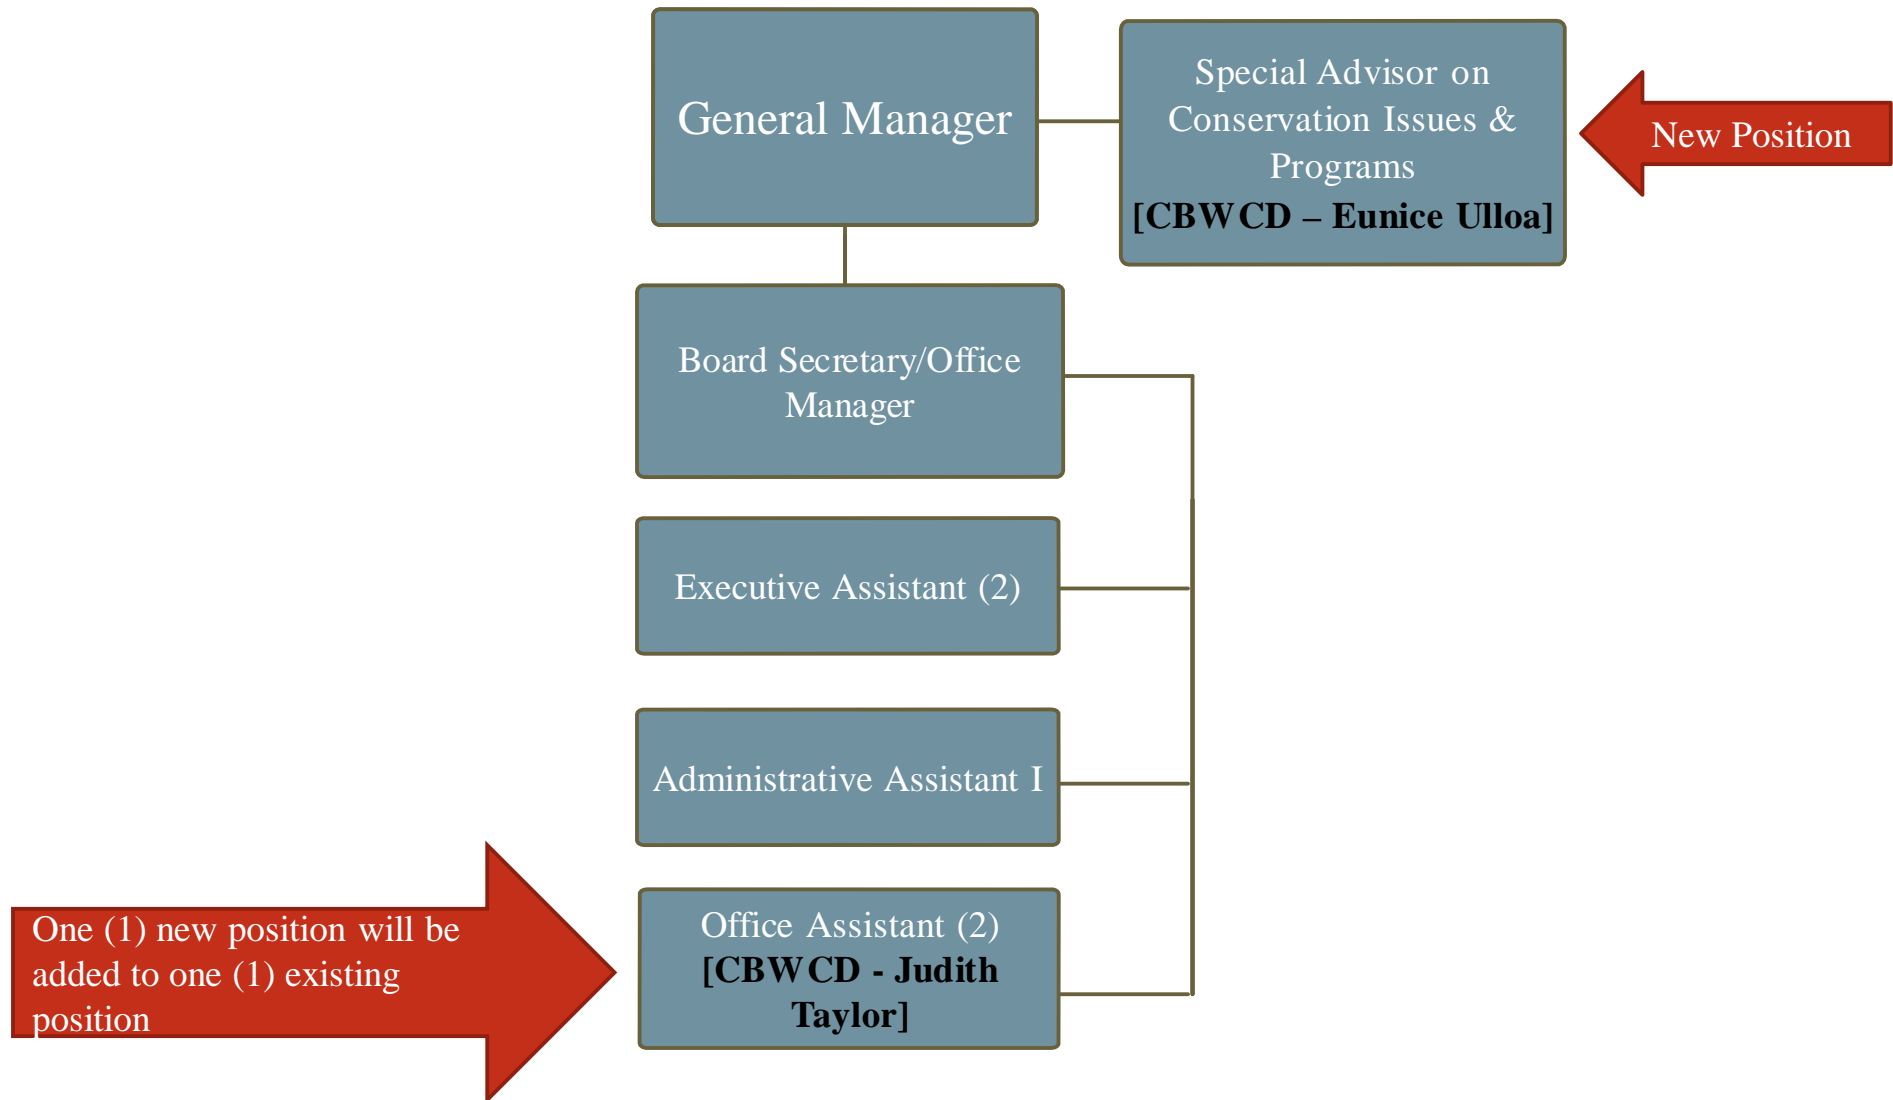 General Manager
Special Advisor on
Conservation Issues &
Programs
[CBWCD – Eunice Ulloa]
New Position
Board Secretary/Office
Manager
Executive Assistant (2)
Administrative Assistant I
One (1) new position will be
added to one (1) existing
position
Office Assistant (2)
[CBWCD - Judith
Taylor]